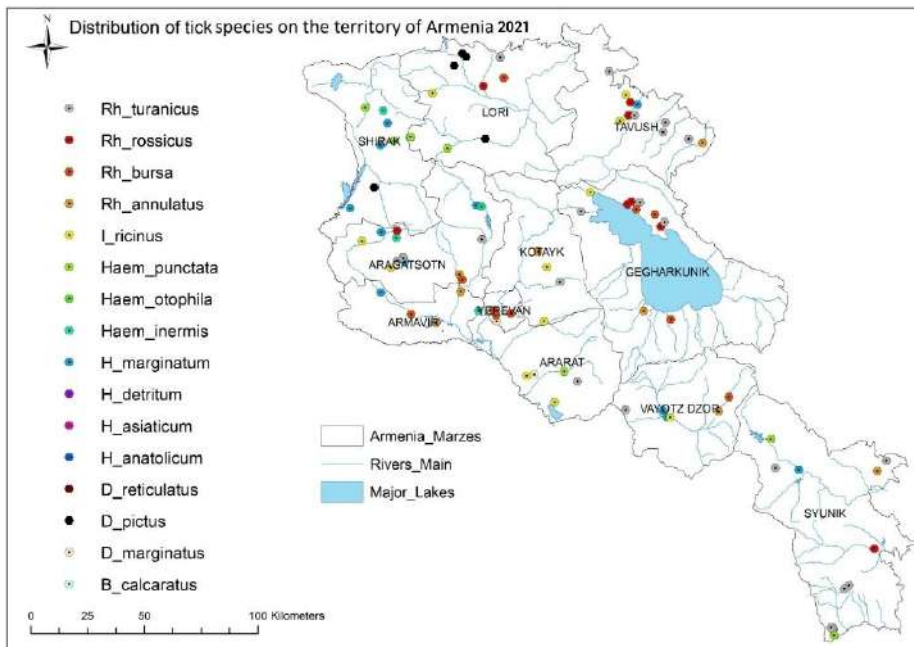 N
Distribution of tick species on the territory of Armenia 2021
Rh_turanicus
Rh_rossicus
Rh_bursa
Rh_annulatus
I_ricinus
Haem_punctata
Haem_otophila
Haem_inermis
H_marginatum
H_detritum
H_asiaticum
H_anatolicum
D_reticulatus
D_pictus
D_marginatus
B_calcaratus
LORI
TAVUSH
SHIRAK
KOTAYK
ARAGATSOTN
GEGHARKUNIK
YEREVAN
ARMAVIR
ARARAT
VAYOTZ DZOR
SYUNIK
Armenia_Marzes
Rivers_Main
Major_Lakes
0 25 50 100 Kilometers